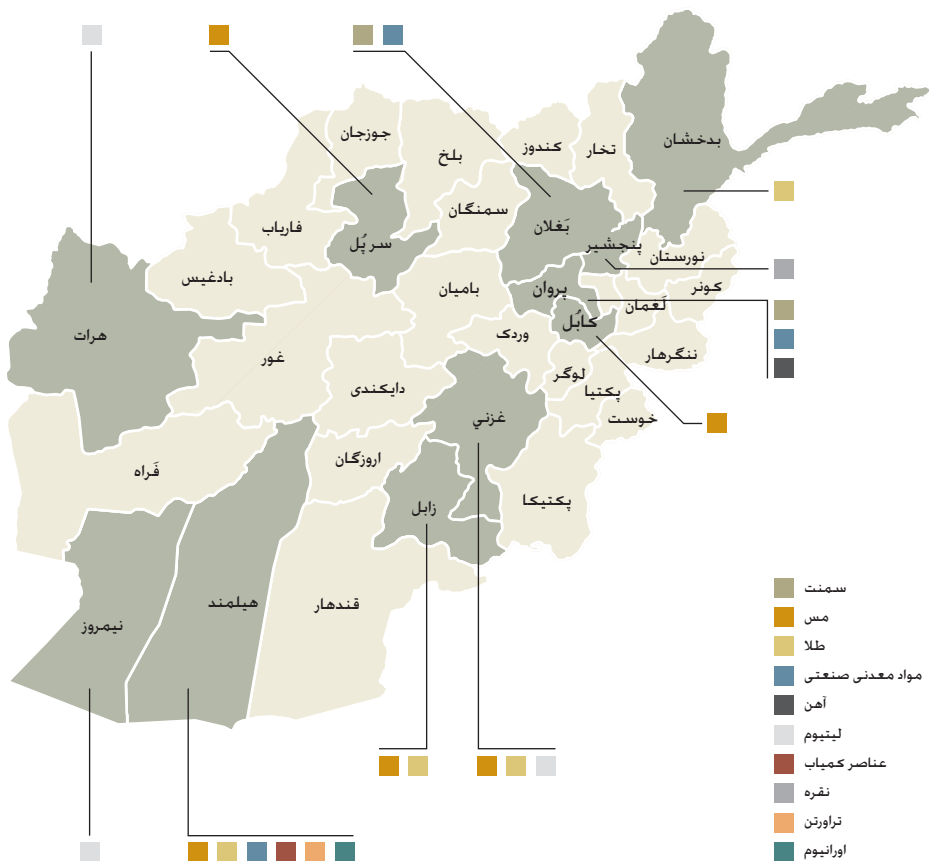 جوزجان
بلخ
کندوز
تخار
بدخشان
سمنگان
فاریاب
سر پُل
بَغلان
پنجشیر
نورستان
بادغیس
بامیان
پروان
کونر
لَغمان
کابُل
هرات
وردک
ننگرهار
غور
لوگر
پکتیا
دایکندی
خوست
غزني
اروزگان
فَراه
زابل
پکتیکا
هیلمند
قندهار
نیمروز
سمنت
مس
طلا
مواد معدنی صنعتی
آهن
لیتیوم
عناصر کمیاب
نقره
تراورتن
اورانیوم